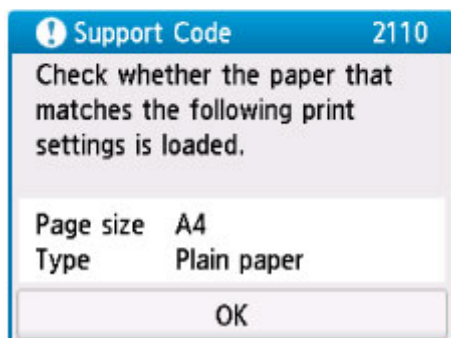 Support Code 2110
Check whether the paper that
matches the following print
settings is loaded.
Page size A4
Type Plain paper
OK